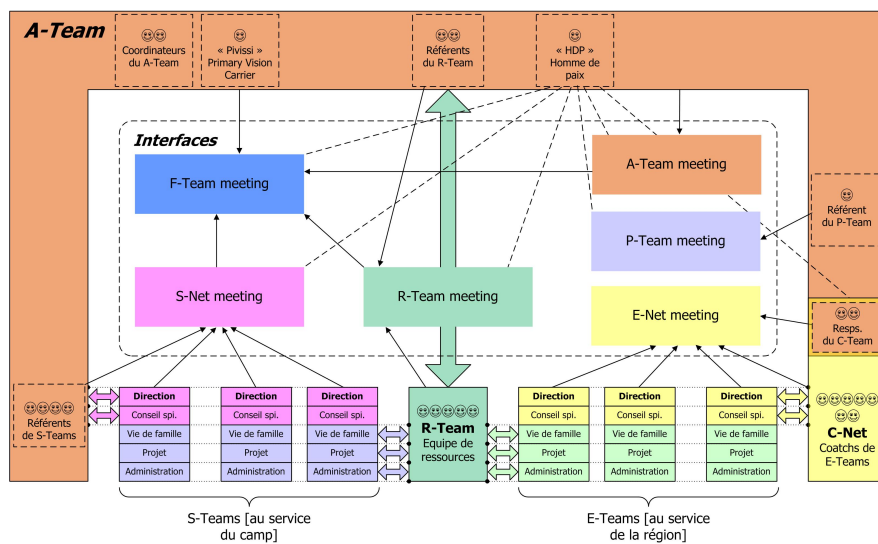 A-Team
Coordinateurs
du A-Team
« Pivissi »
Primary Vision
Carrier
Référents
du R-Team
« HDP »
Homme de
paix
Interfaces
F-Team meeting
A-Team meeting
Référent
du P-Team
P-Team meeting
S-Net meeting
R-Team meeting
E-Net meeting
Resps.
du C-Team
Référents
de S-Teams
Direction
Conseil spi.
Vie de famille
Projet
Administration
Direction
Conseil spi.
Vie de famille
Projet
Administration
Direction
Conseil spi.
Vie de famille
Projet
Administration
R-Team
Equipe de
ressources
Direction
Conseil spi.
Vie de famille
Projet
Administration
Direction
Conseil spi.
Vie de famille
Projet
Administration
Direction
Conseil spi.
Vie de famille
Projet
Administration
C-Net
Coatchs de
E-Teams
S-Teams [au service
du camp]
E-Teams [au service
de la région]